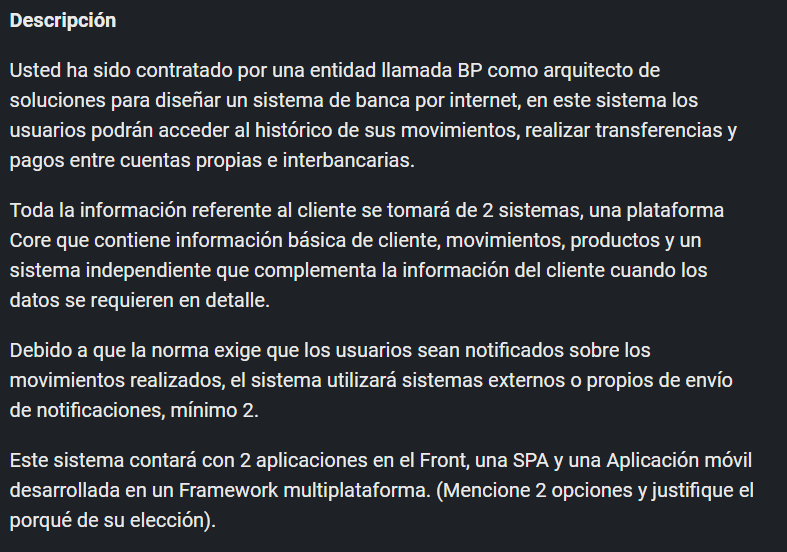 Descripción
Usted ha sido contratado por una entidad llamada BP como arquitecto de
soluciones para diseñar un sistema de banca por internet, en este sistema los
usuarios podrán acceder al histórico de sus movimientos, realizar transferencias y
pagos entre cuentas propias e interbancarias.
Toda la información referente al cliente se tomará de 2 sistemas, una plataforma
Core que contiene información básica de cliente, movimientos, productos y un
sistema independiente que complementa la información del cliente cuando los
datos se requieren en detalle.
Debido a que la norma exige que los usuarios sean notificados sobre los
movimientos realizados, el sistema utilizará sistemas externos o propios de envío
de notificaciones, mínimo 2.
Este sistema contará con 2 aplicaciones en el Front, una SPA y una Aplicación móvil
desarrollada en un Framework multiplataforma. (Mencione 2 opciones y justifique el
porqué de su elección).